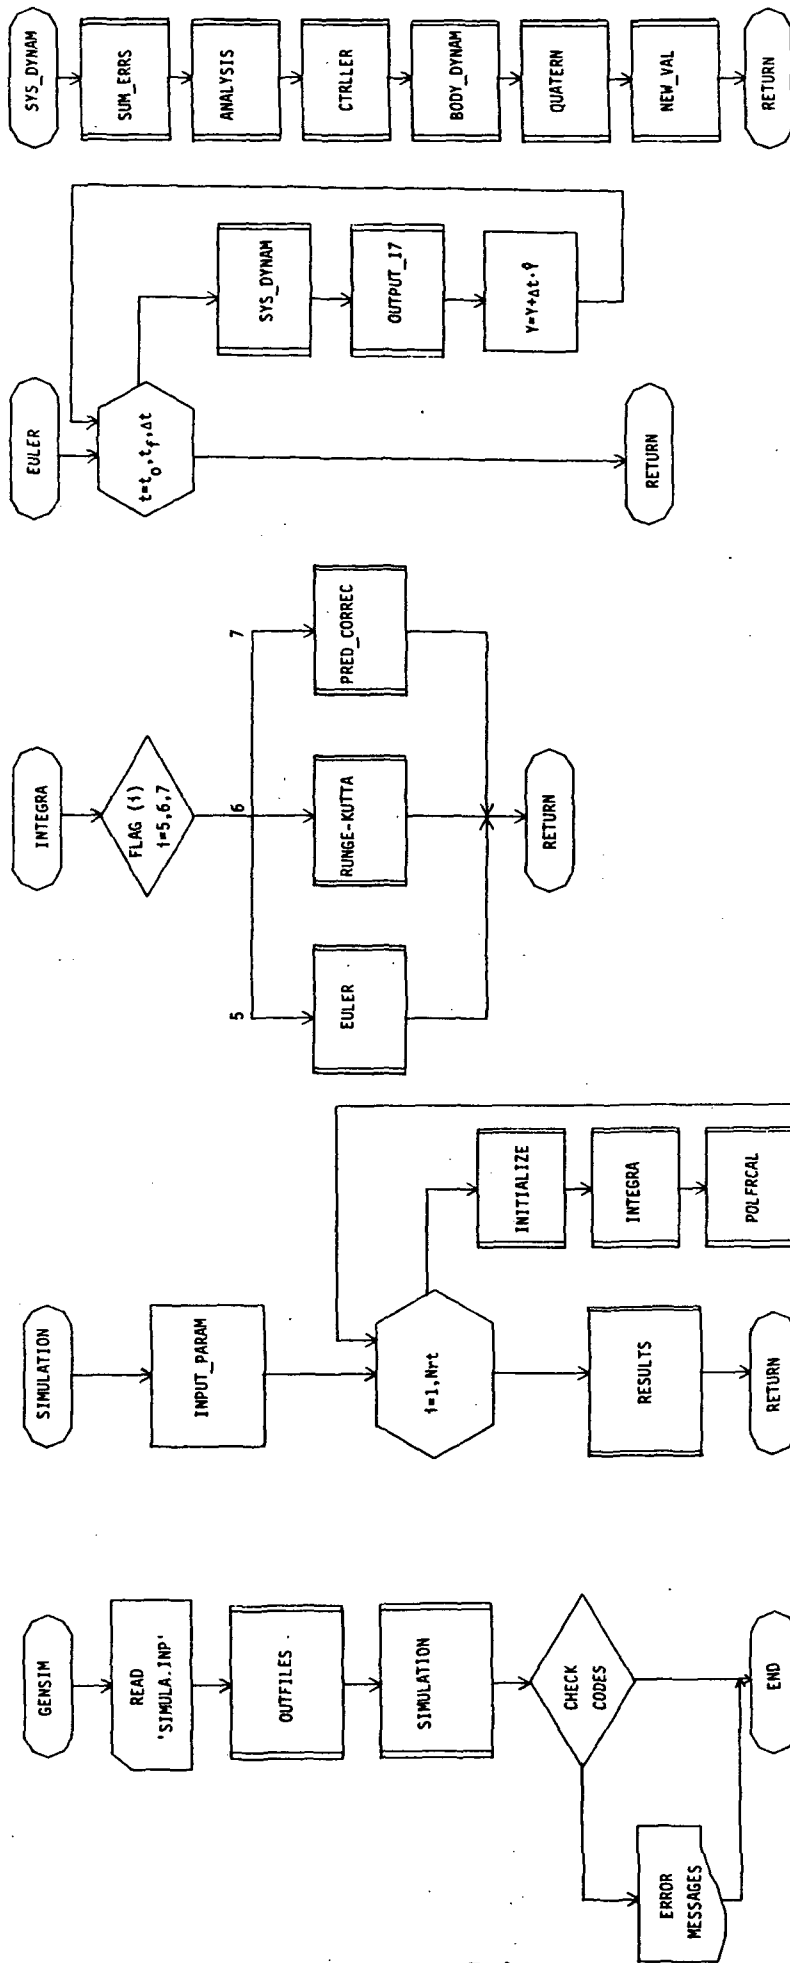 GENSIM
READ
'SIMULA.INP'
OUTFILES
SIMULATION
CHECK
CODES
ERROR
MESSAGES
END
SIMULATION
INPUT_PARAM
i=1,Nrt
INITIALIZE
INTEGRA
POLFRCAL
RESULTS
RETURN
INTEGRA
FLAG (i)
i=5,6,7
5
6
7
EULER
RUNGE-KUTTA
PRED_CORREC
RETURN
EULER
t=t₀,t_f,Δt
SYS_DYNAM
OUTPUT_17
Y=Y+Δt·Ẏ
RETURN
SYS_DYNAM
SUM_ERRS
ANALYSIS
CTRLLER
BODY_DYNAM
QUATERN
NEW_VAL
RETURN